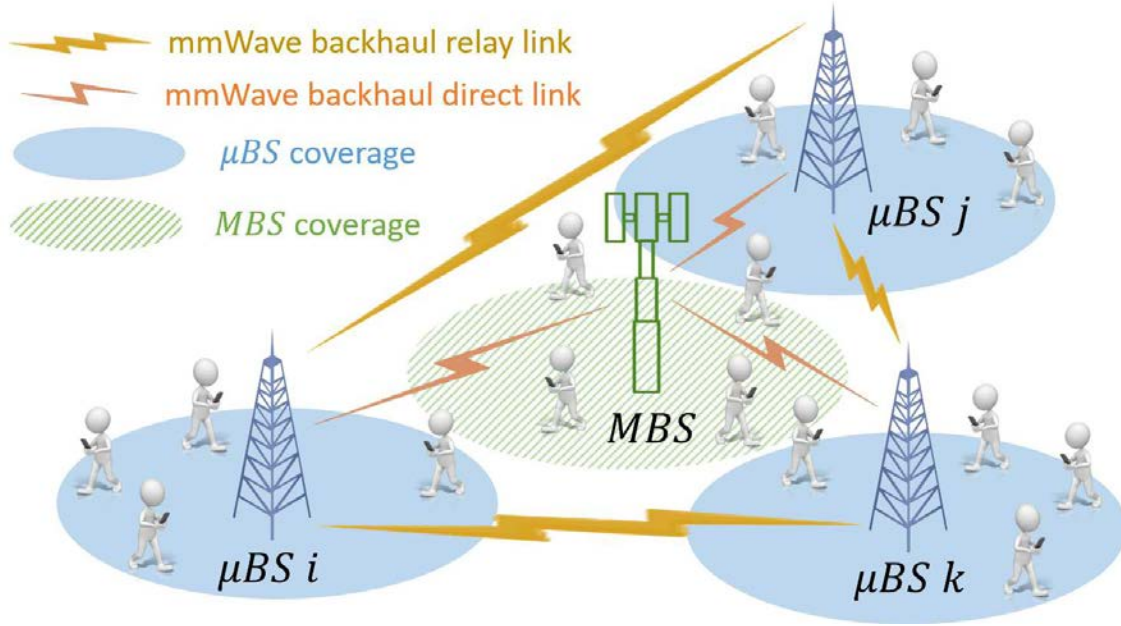 mmWave backhaul relay link
mmWave backhaul direct link
μBS coverage
MBS coverage
μBS j
MBS
μBS i
μBS k